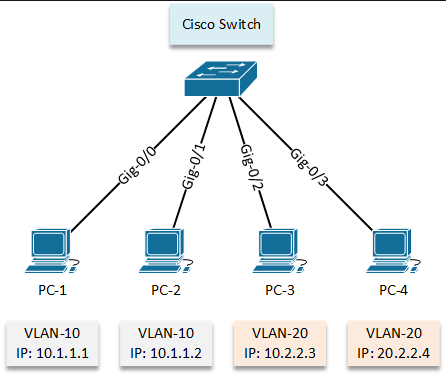 Cisco Switch
Gig-0/0
Gig-0/1
Gig-0/2
Gig-0/3
PC-1
PC-2
PC-3
PC-4
VLAN-10
IP: 10.1.1.1
VLAN-10
IP: 10.1.1.2
VLAN-20
IP: 10.2.2.3
VLAN-20
IP: 20.2.2.4